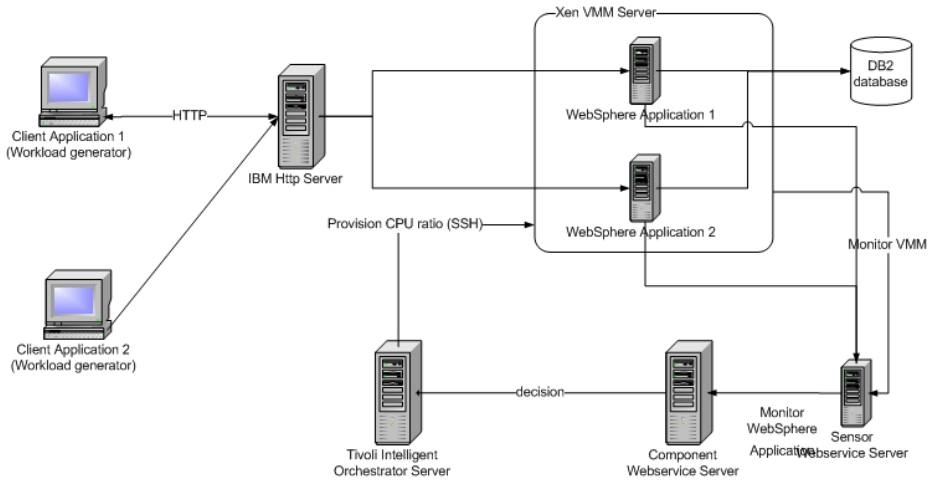 Xen VMM Server
DB2
database
WebSphere Application 1
HTTP
Client Application 1
(Workload generator)
IBM Http Server
Provision CPU ratio (SSH)
WebSphere Application 2
Monitor VMM
Client Application 2
(Workload generator)
decision
Monitor
WebSphere
Application
Sensor
Webservice Server
Tivoli Intelligent
Orchestrator Server
Component
Webservice Server